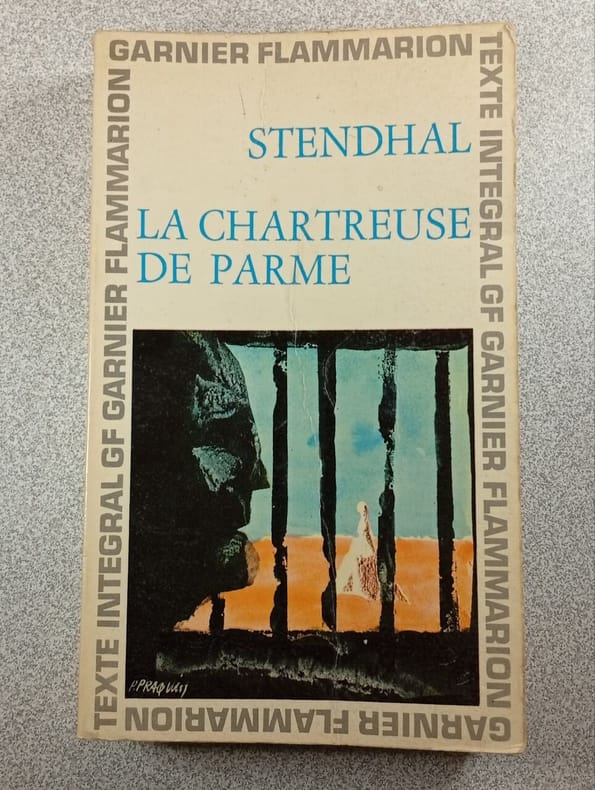 GARNIER FLAMMARION
STENDHAL
LA CHARTREUSE
DE PARME
TEXTE INTEGRAL GF GARNIER FLAMMARION
TEXTE INTEGRAL GF GARNIER FLAMMARION
GARNIER FLAMMARION